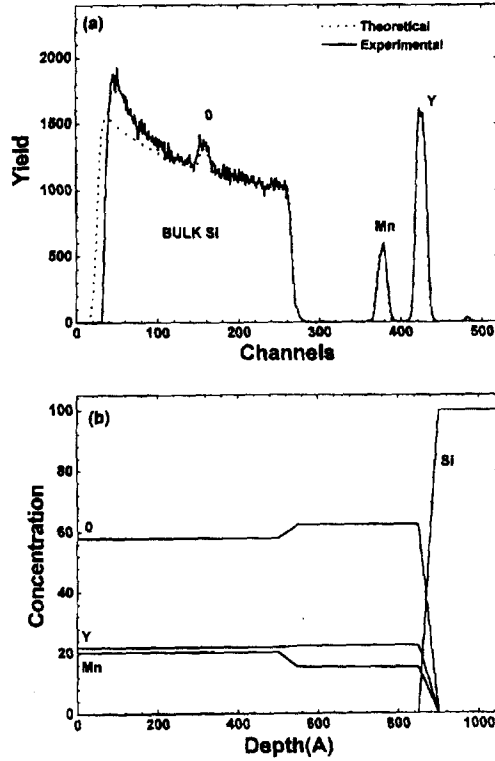 (a)
Theoretical
Experimental
2000
1500
1000
500
0
Yield
O
Y
Mn
BULK Si
0 100 200 300 400 500
Channels
(b)
100
80
60
40
20
0
Concentration
O
Y
Mn
Si
0 200 400 600 800 1000
Depth(A)